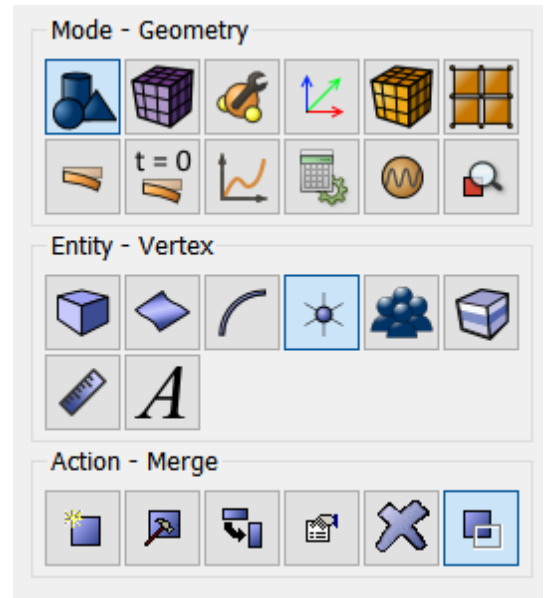 Mode - Geometry
t = 0
Entity - Vertex
A
Action - Merge